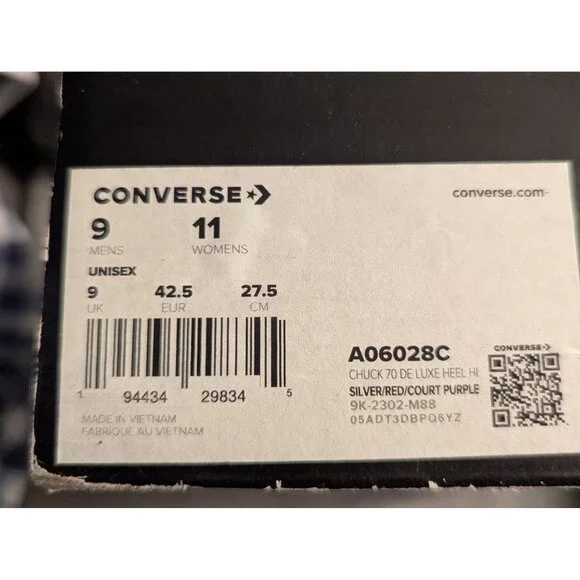 CONVERSE
converse.com
9 11
MENS WOMENS
UNISEX
9 42.5 27.5
UK EUR CM
1 94434 29834 5
MADE IN VIETNAM
FABRIQUE AU VIETNAM
A06028C
CHUCK 70 DE LUXE HEEL HI
SILVER/RED/COURT PURPLE
9K-2302-M88
05ADT3DBPQ6YZ
CONVERSE